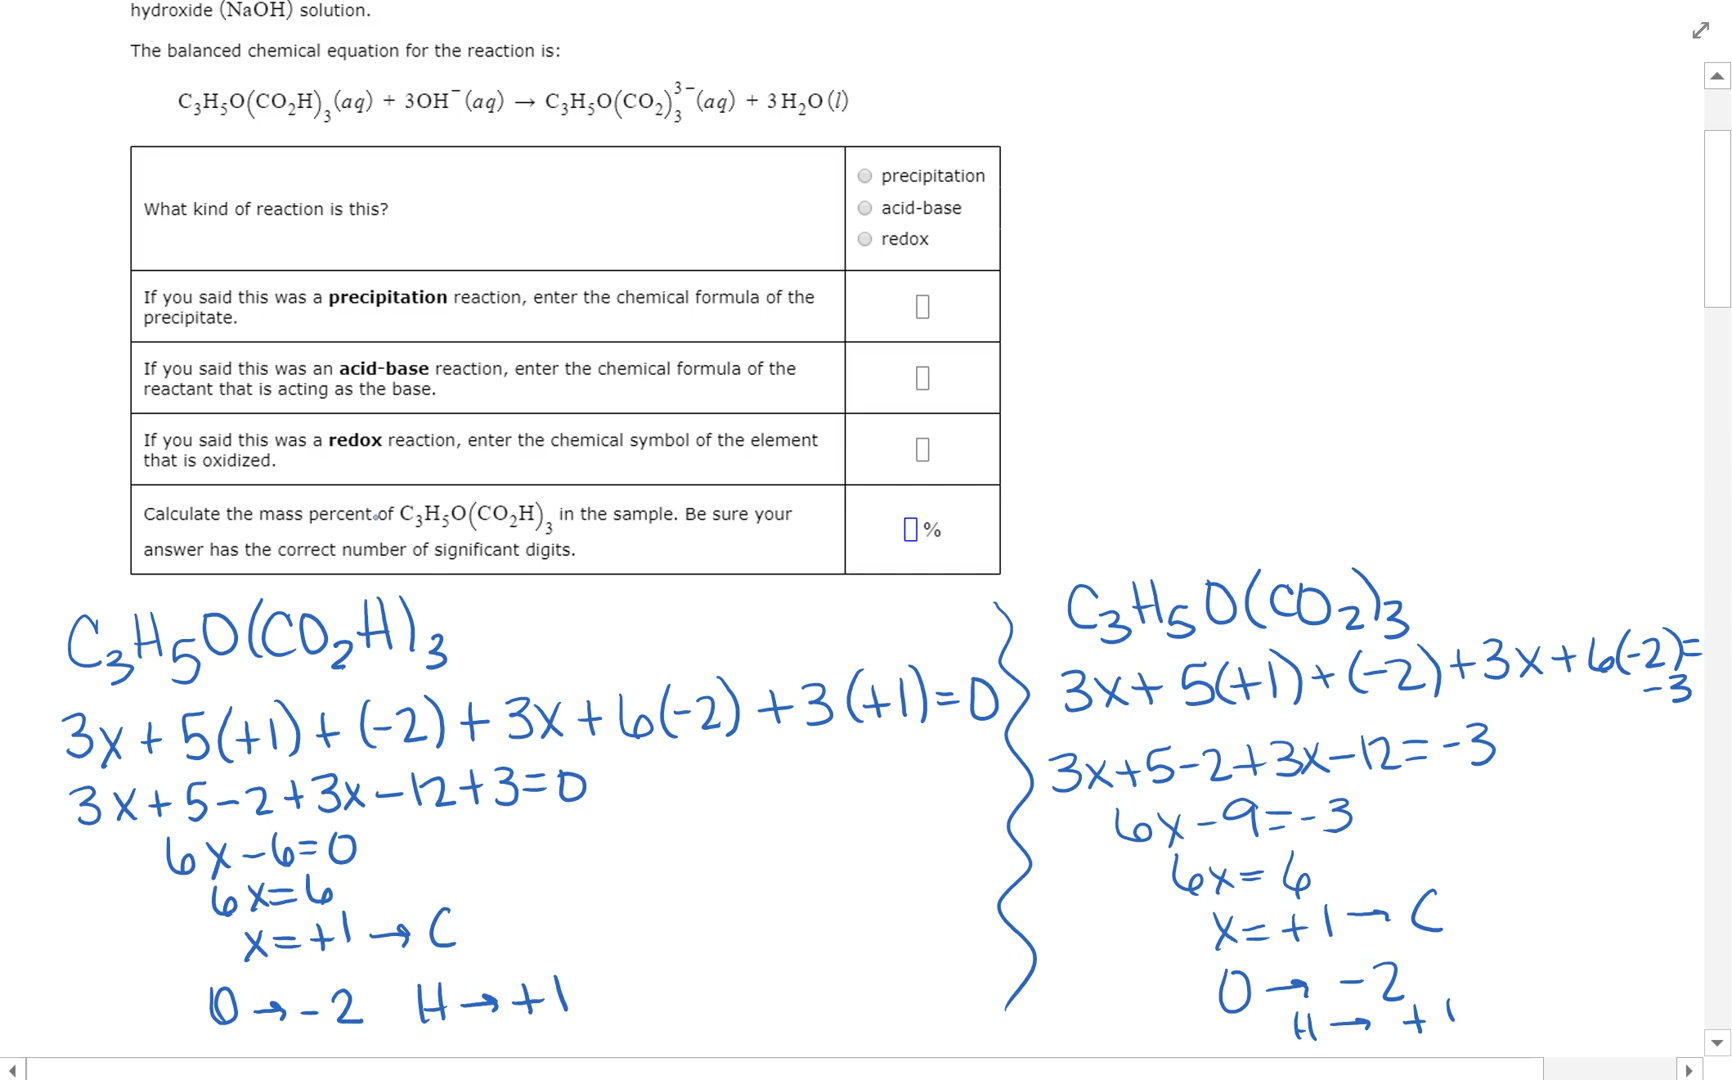 hydroxide (NaOH) solution.
The balanced chemical equation for the reaction is:
C₃H₅O(CO₂H)₃(aq) + 3OH⁻(aq) → C₃H₅O(CO₂)₃³⁻(aq) + 3H₂O(l)
What kind of reaction is this?
precipitation
acid-base
redox
If you said this was a precipitation reaction, enter the chemical formula of the
precipitate.
If you said this was an acid-base reaction, enter the chemical formula of the
reactant that is acting as the base.
If you said this was a redox reaction, enter the chemical symbol of the element
that is oxidized.
Calculate the mass percent of C₃H₅O(CO₂H)₃ in the sample. Be sure your
answer has the correct number of significant digits.
%
C₃H₅O(CO₂H)₃
3x + 5(+1) + (-2) + 3x + 6(-2) + 3(+1) = 0
3x + 5 - 2 + 3x - 12 + 3 = 0
6x - 6 = 0
6x = 6
x = +1 → C
O → -2 H → +1
C₃H₅O(CO₂)₃
3x + 5(+1) + (-2) + 3x + 6(-2) =
-3
3x + 5 - 2 + 3x - 12 = -3
6x - 9 = -3
6x = 6
x = +1 → C
O → -2
H → +1